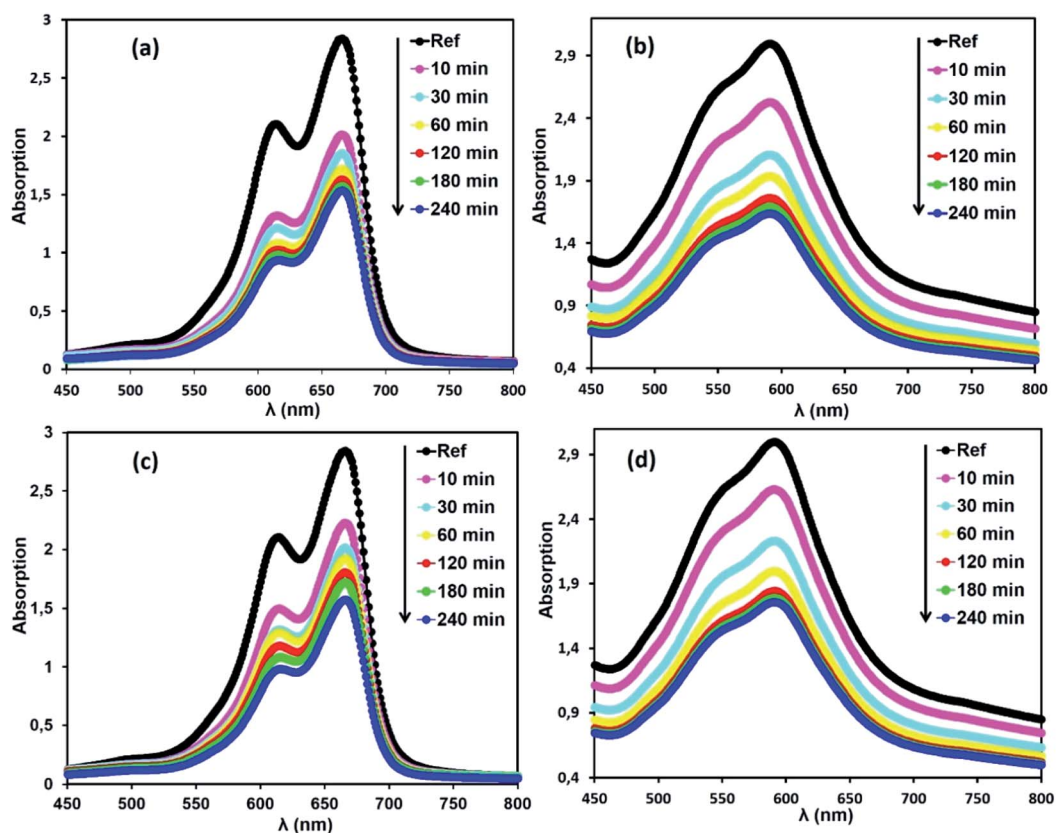 (a)
3
2,5
2
1,5
1
0,5
0
Absorption
450 500 550 600 650 700 750 800
λ (nm)
Ref
10 min
30 min
60 min
120 min
180 min
240 min
(b)
2,9
2,4
1,9
1,4
0,9
0,4
Absorption
450 500 550 600 650 700 750 800
λ (nm)
Ref
10 min
30 min
60 min
120 min
180 min
240 min
(c)
3
2,5
2
1,5
1
0,5
0
Absorption
450 500 550 600 650 700 750 800
λ (nm)
Ref
10 min
30 min
60 min
120 min
180 min
240 min
(d)
2,9
2,4
1,9
1,4
0,9
0,4
Absorption
450 500 550 600 650 700 750 800
λ (nm)
Ref
10 min
30 min
60 min
120 min
180 min
240 min